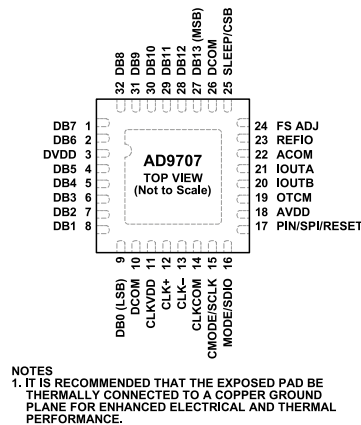 32 DB8
31 DB9
30 DB10
29 DB11
28 DB12
27 DB13 (MSB)
26 DCOM
25 SLEEP/CSB
DB7 1
DB6 2
DVDD 3
DB5 4
DB4 5
DB3 6
DB2 7
DB1 8
AD9707
TOP VIEW
(Not to Scale)
24 FS ADJ
23 REFIO
22 ACOM
21 IOUTA
20 IOUTB
19 OTCM
18 AVDD
17 PIN/SPI/RESET
DB0 (LSB) 9
DCOM 10
CLKVDD 11
CLK+ 12
CLK– 13
CLKCOM 14
CMODE/SCLK 15
MODE/SDIO 16
NOTES
1. IT IS RECOMMENDED THAT THE EXPOSED PAD BE
THERMALLY CONNECTED TO A COPPER GROUND
PLANE FOR ENHANCED ELECTRICAL AND THERMAL
PERFORMANCE.